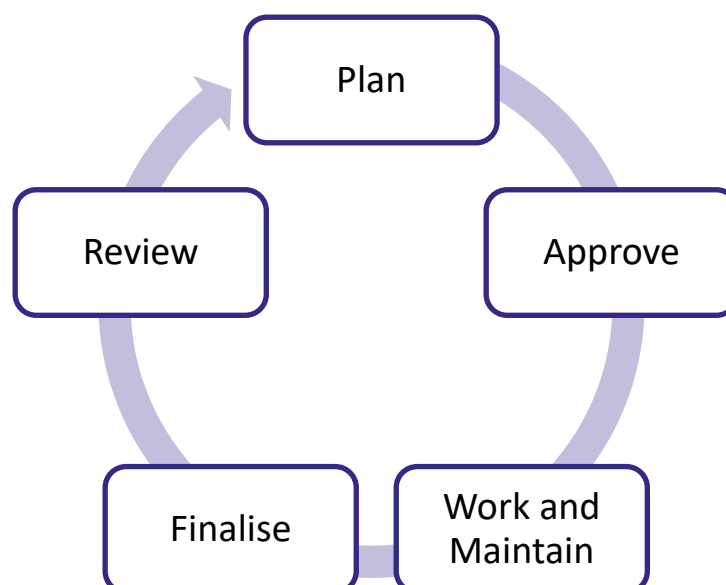 Plan
Approve
Work and
Maintain
Finalise
Review